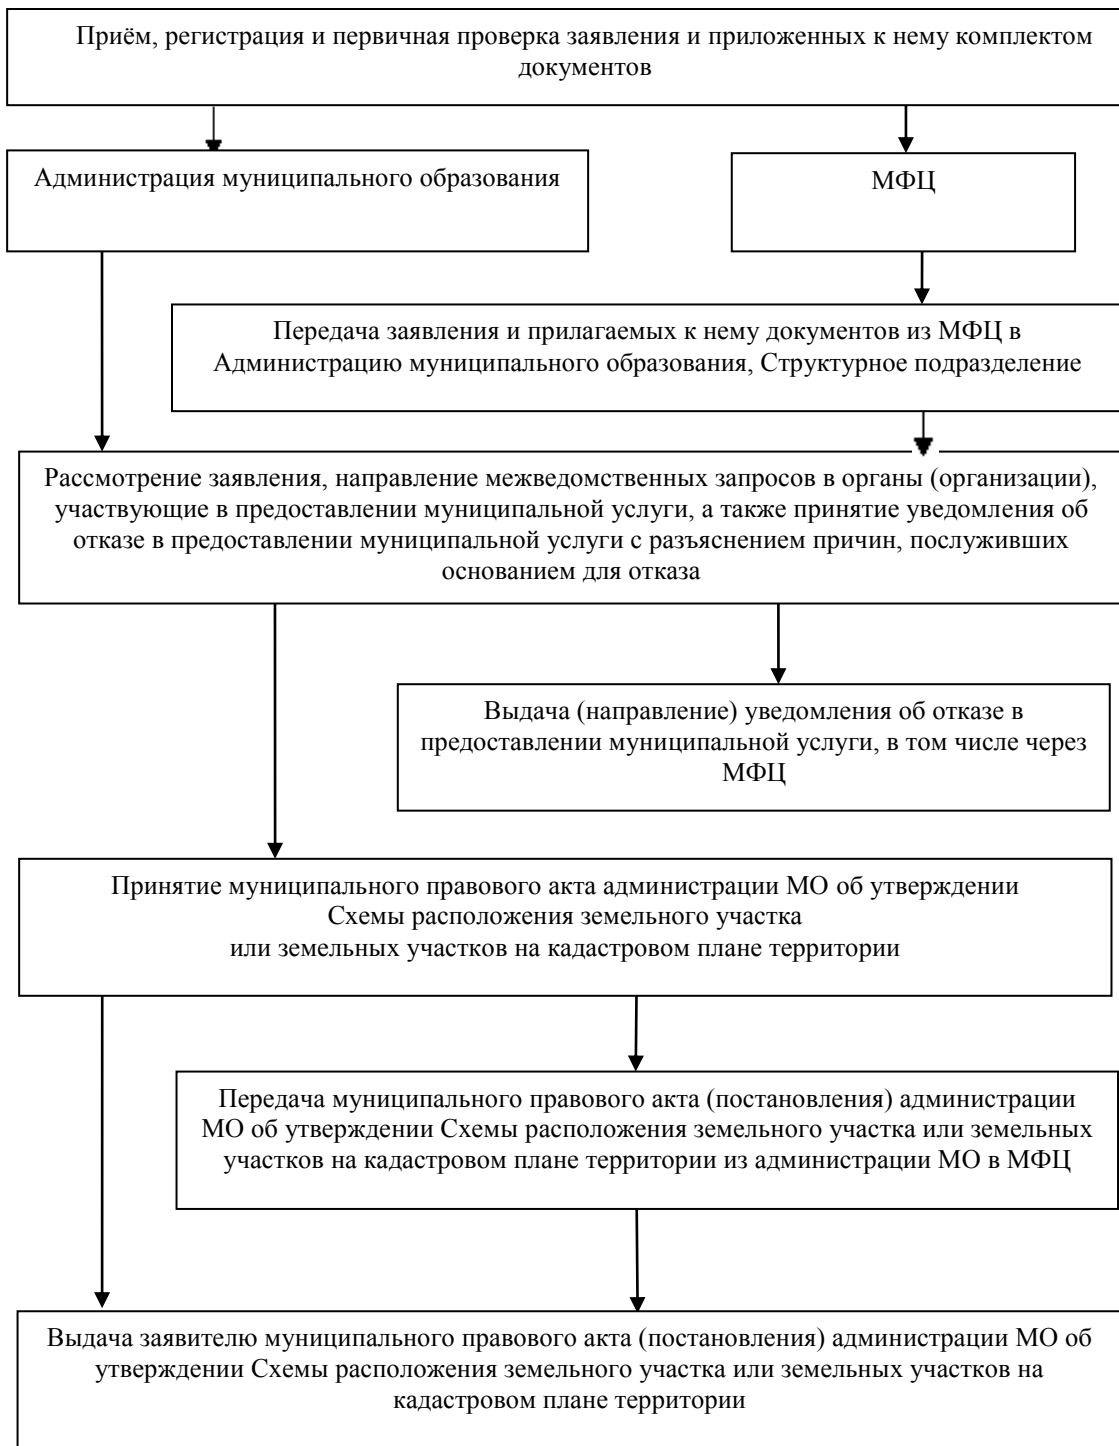 Приём, регистрация и первичная проверка заявления и приложенных к нему комплектом
документов
Администрация муниципального образования
МФЦ
Передача заявления и прилагаемых к нему документов из МФЦ в
Администрацию муниципального образования, Структурное подразделение
Рассмотрение заявления, направление межведомственных запросов в органы (организации),
участвующие в предоставлении муниципальной услуги, а также принятие уведомления об
отказе в предоставлении муниципальной услуги с разъяснением причин, послуживших
основанием для отказа
Выдача (направление) уведомления об отказе в
предоставлении муниципальной услуги, в том числе через
МФЦ
Принятие муниципального правового акта администрации МО об утверждении
Схемы расположения земельного участка
или земельных участков на кадастровом плане территории
Передача муниципального правового акта (постановления) администрации
МО об утверждении Схемы расположения земельного участка или земельных
участков на кадастровом плане территории из администрации МО в МФЦ
Выдача заявителю муниципального правового акта (постановления) администрации МО об
утверждении Схемы расположения земельного участка или земельных участков на
кадастровом плане территории